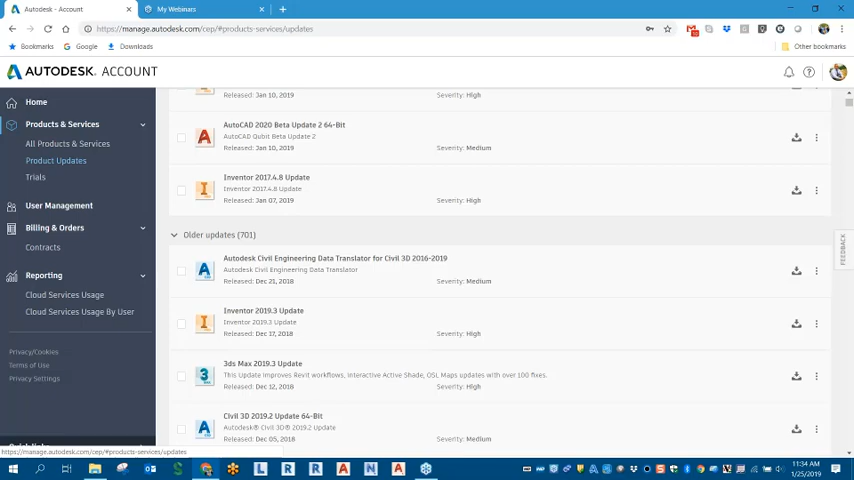 Autodesk - Account
My Webinars
https://manage.autodesk.com/cep/#products-services/updates
Bookmarks
Google
Downloads
Other bookmarks
AUTODESK. ACCOUNT
Home
Products & Services
All Products & Services
Product Updates
Trials
User Management
Billing & Orders
Contracts
Reporting
Cloud Services Usage
Cloud Services Usage By User
Privacy/Cookies
Terms of Use
Privacy Settings
Released: Jan 10, 2019 Severity: High
AutoCAD 2020 Beta Update 2 64-Bit
AutoCAD Qubit Beta Update 2
Released: Jan 10, 2019 Severity: Medium
Inventor 2017.4.8 Update
Inventor 2017.4.8 Update
Released: Jan 07, 2019 Severity: High
Older updates (701)
Autodesk Civil Engineering Data Translator for Civil 3D 2016-2019
Autodesk Civil Engineering Data Translator
Released: Dec 21, 2018 Severity: Medium
Inventor 2019.3 Update
Inventor 2019.3 Update
Released: Dec 17, 2018 Severity: High
3ds Max 2019.3 Update
This Update improves Revit workflows, Interactive Active Shade, OSL Maps updates with over 100 fixes.
Released: Dec 12, 2018 Severity: High
Civil 3D 2019.2 Update 64-Bit
Autodesk® Civil 3D® 2019.2 Update
Released: Dec 05, 2018 Severity: Medium
FEEDBACK
https://manage.autodesk.com/cep/#products-services/updates
11:34 AM
1/25/2019